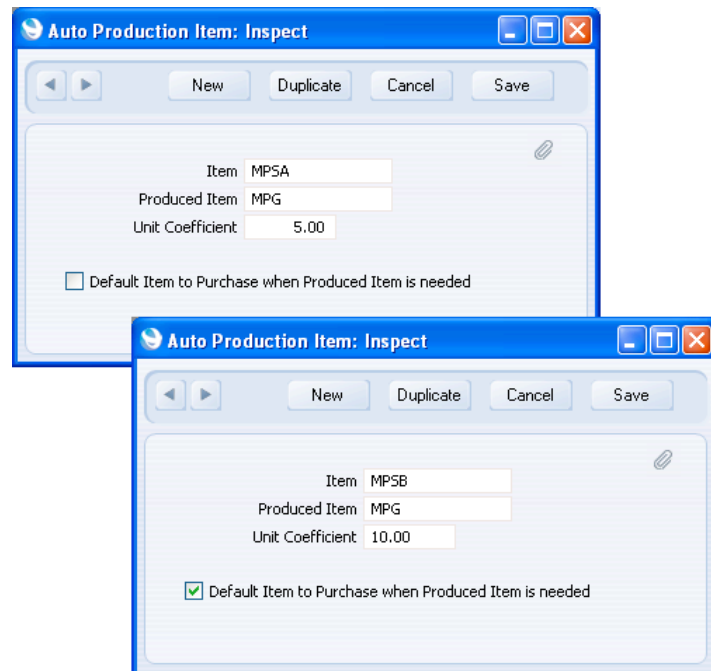 Auto Production Item: Inspect
New Duplicate Cancel Save
Item MPSA
Produced Item MPG
Unit Coefficient 5.00
Default Item to Purchase when Produced Item is needed
Auto Production Item: Inspect
New Duplicate Cancel Save
Item MPSB
Produced Item MPG
Unit Coefficient 10.00
Default Item to Purchase when Produced Item is needed